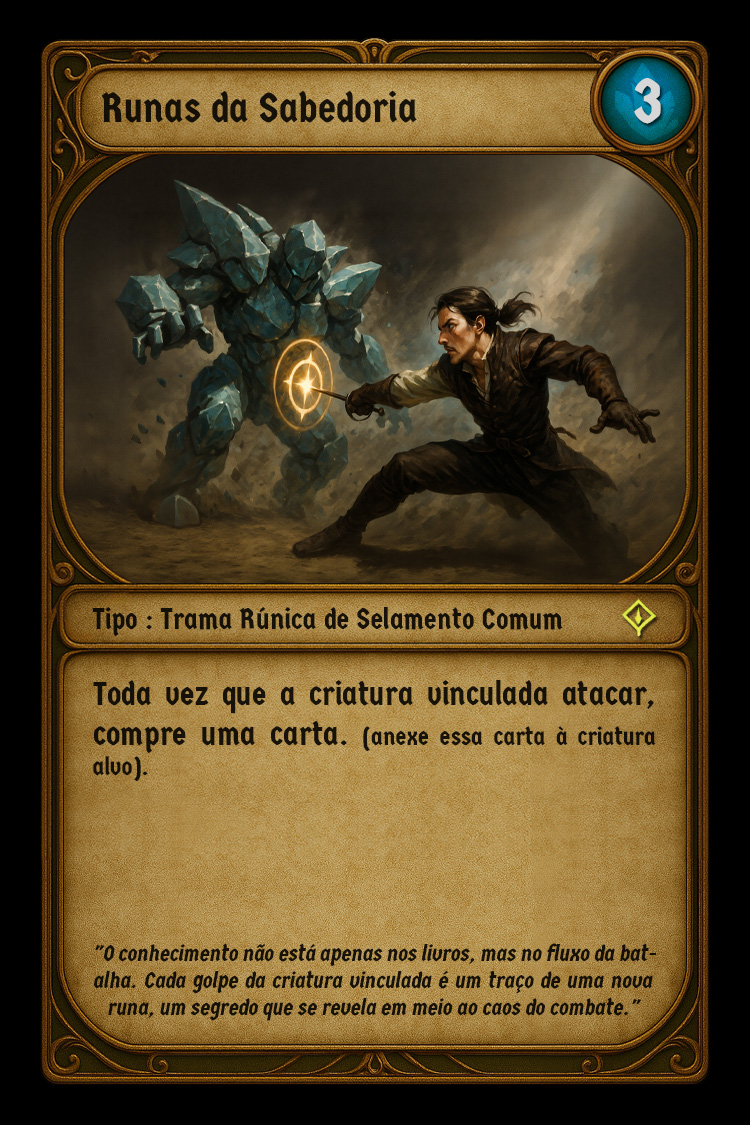 Runas da Sabedoria
3
Tipo : Trama Rúnica de Selamento Comum
Toda vez que a criatura vinculada atacar,
compre uma carta. (anexe essa carta à criatura
alvo).
"O conhecimento não está apenas nos livros, mas no fluxo da bat-
alha. Cada golpe da criatura vinculada é um traço de uma nova
runa, um segredo que se revela em meio ao caos do combate."